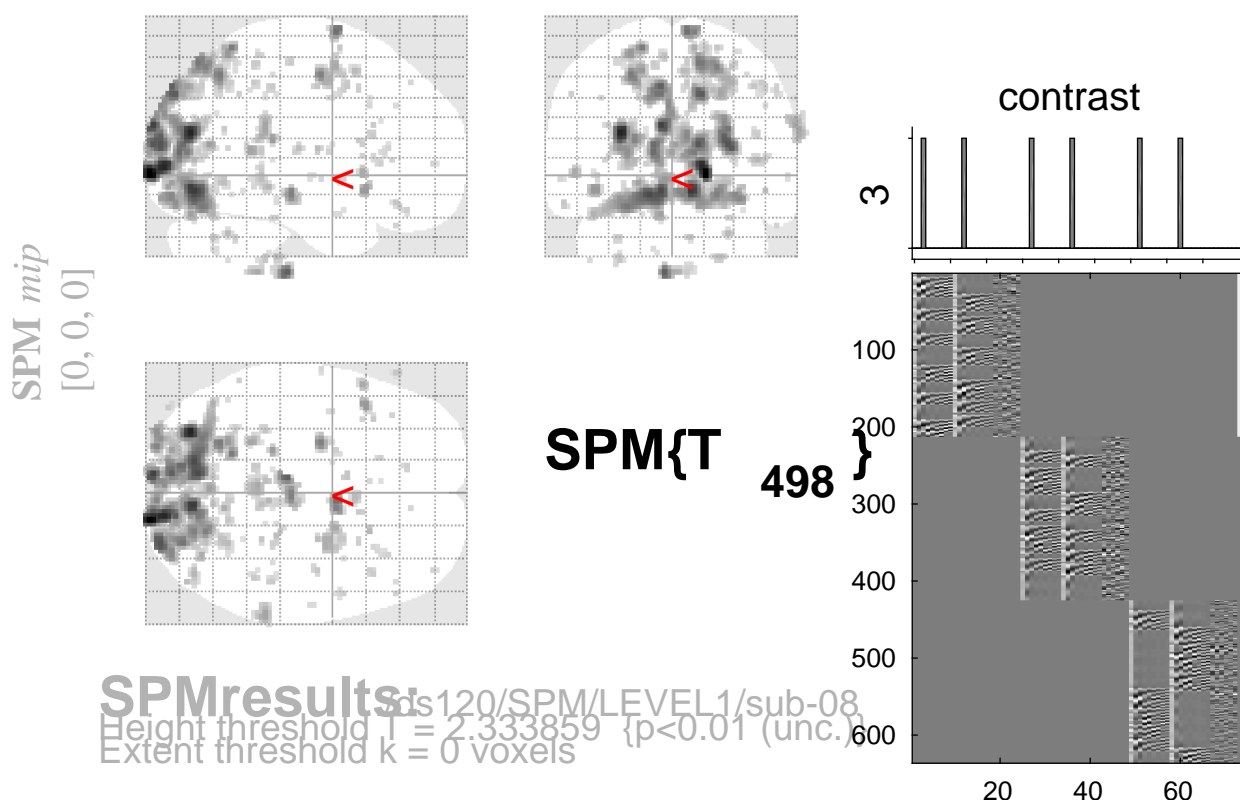 SPM mip
[0, 0, 0]
<
<
<
SPM{T498}
SPMresults: ./ds120/SPM/LEVEL1/sub-08
Height threshold T = 2.333859 {p<0.01 (unc.)}
Extent threshold k = 0 voxels
contrast
3
100
200
300
400
500
600
20 40 60